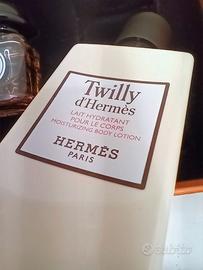 Twilly
d'Hermès
LAIT HYDRATANT
POUR LE CORPS
MOISTURIZING BODY LOTION
HERMÈS
PARIS
subito